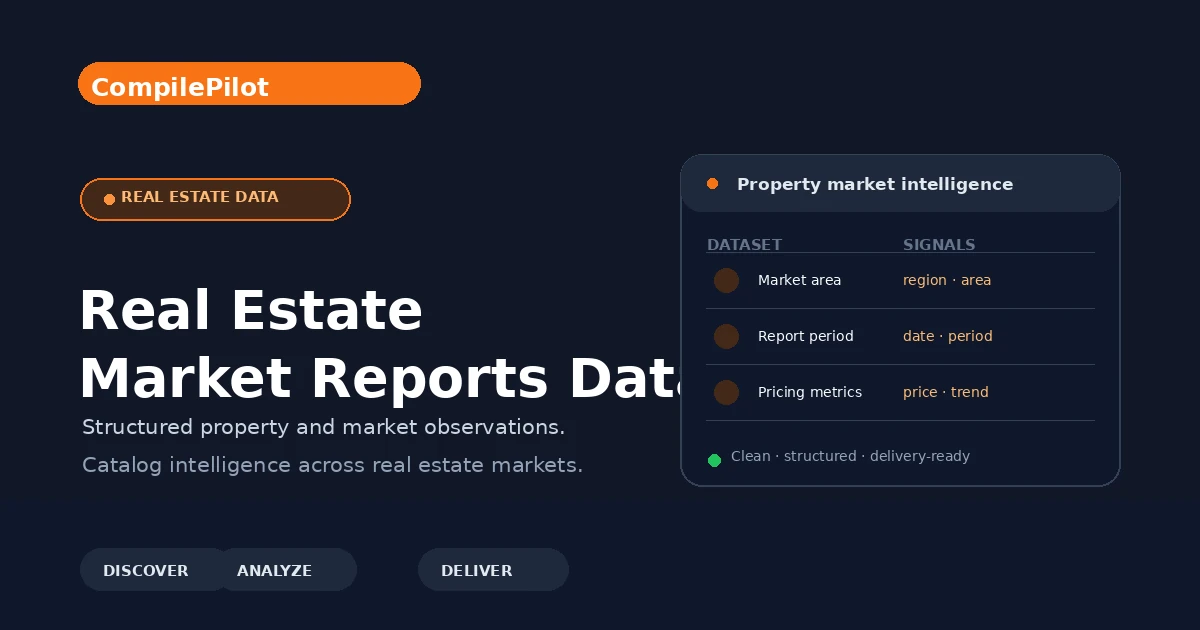 CompilePilot
REAL ESTATE DATA
Real Estate
Market Reports Data
Structured property and market observations.
Catalog intelligence across real estate markets.
DISCOVER
ANALYZE
DELIVER
Property market intelligence
DATASET SIGNALS
Market area region · area
Report period date · period
Pricing metrics price · trend
Clean · structured · delivery-ready